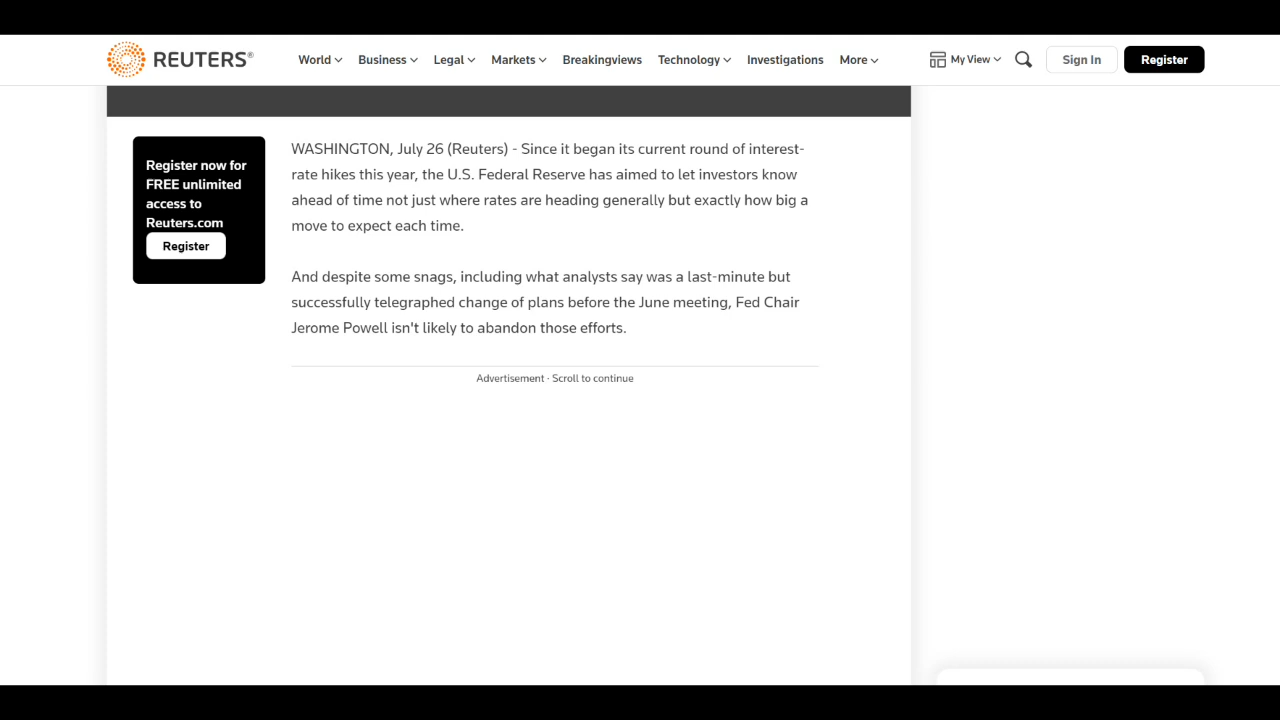 REUTERS®
World Business Legal Markets Breakingviews Technology Investigations More
My View
Sign In
Register
Register now for
FREE unlimited
access to
Reuters.com
Register
WASHINGTON, July 26 (Reuters) - Since it began its current round of interest-
rate hikes this year, the U.S. Federal Reserve has aimed to let investors know
ahead of time not just where rates are heading generally but exactly how big a
move to expect each time.
And despite some snags, including what analysts say was a last-minute but
successfully telegraphed change of plans before the June meeting, Fed Chair
Jerome Powell isn't likely to abandon those efforts.
Advertisement · Scroll to continue